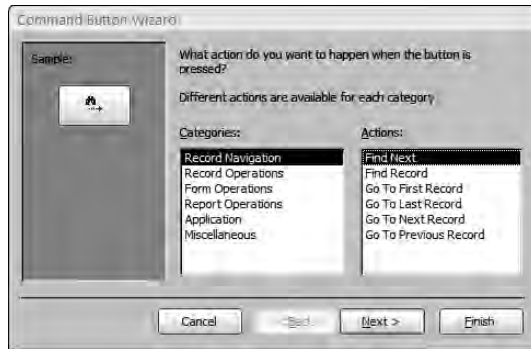 Command Button Wizard
Sample:
What action do you want to happen when the button is
pressed?
Different actions are available for each category
Categories:
Actions:
Record Navigation
Record Operations
Form Operations
Report Operations
Application
Miscellaneous
Find Next
Find Record
Go To First Record
Go To Last Record
Go To Next Record
Go To Previous Record
Cancel
< Back
Next >
Finish